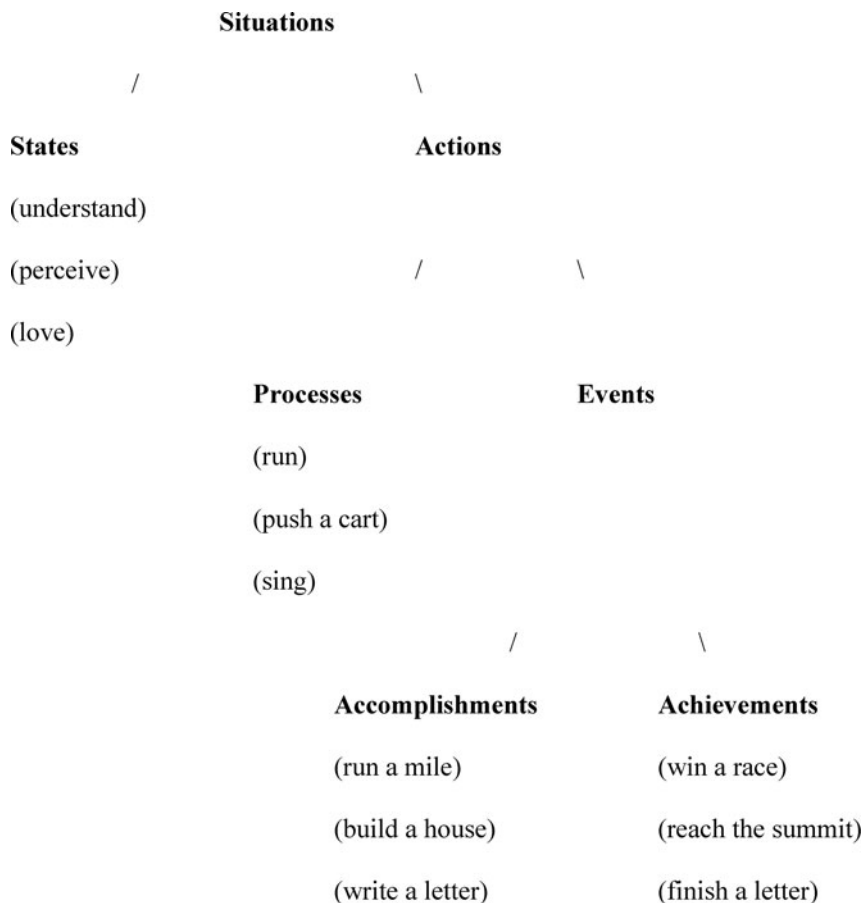 Situations
/ \
States Actions
(understand)
(perceive) / \
(love)
Processes Events
(run)
(push a cart)
(sing)
/ \
Accomplishments Achievements
(run a mile) (win a race)
(build a house) (reach the summit)
(write a letter) (finish a letter)